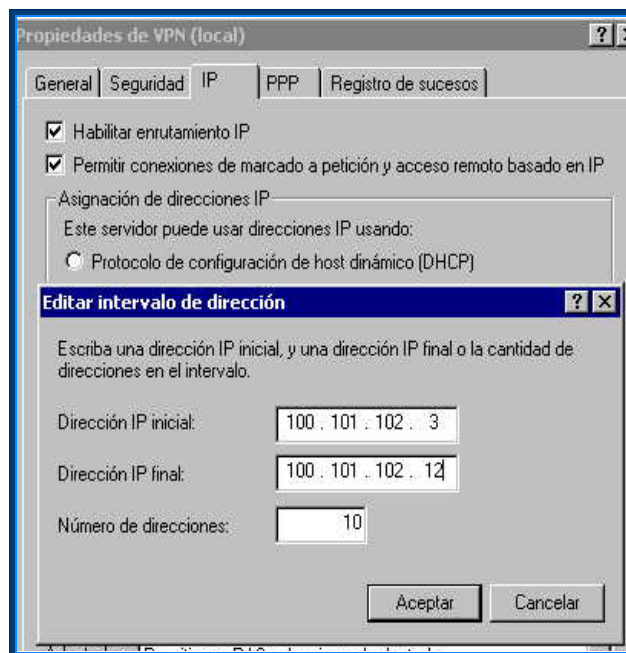 Propiedades de VPN (local)
General Seguridad IP PPP Registro de sucesos
Habilitar enrutamiento IP
Permitir conexiones de marcado a petición y acceso remoto basado en IP
Asignación de direcciones IP
Este servidor puede usar direcciones IP usando:
Protocolo de configuración de host dinámico (DHCP)
Editar intervalo de dirección
Escriba una dirección IP inicial, y una dirección IP final o la cantidad de
direcciones en el intervalo.
Dirección IP inicial: 100 . 101 . 102 . 3
Dirección IP final: 100 . 101 . 102 . 12
Número de direcciones: 10
Aceptar Cancelar